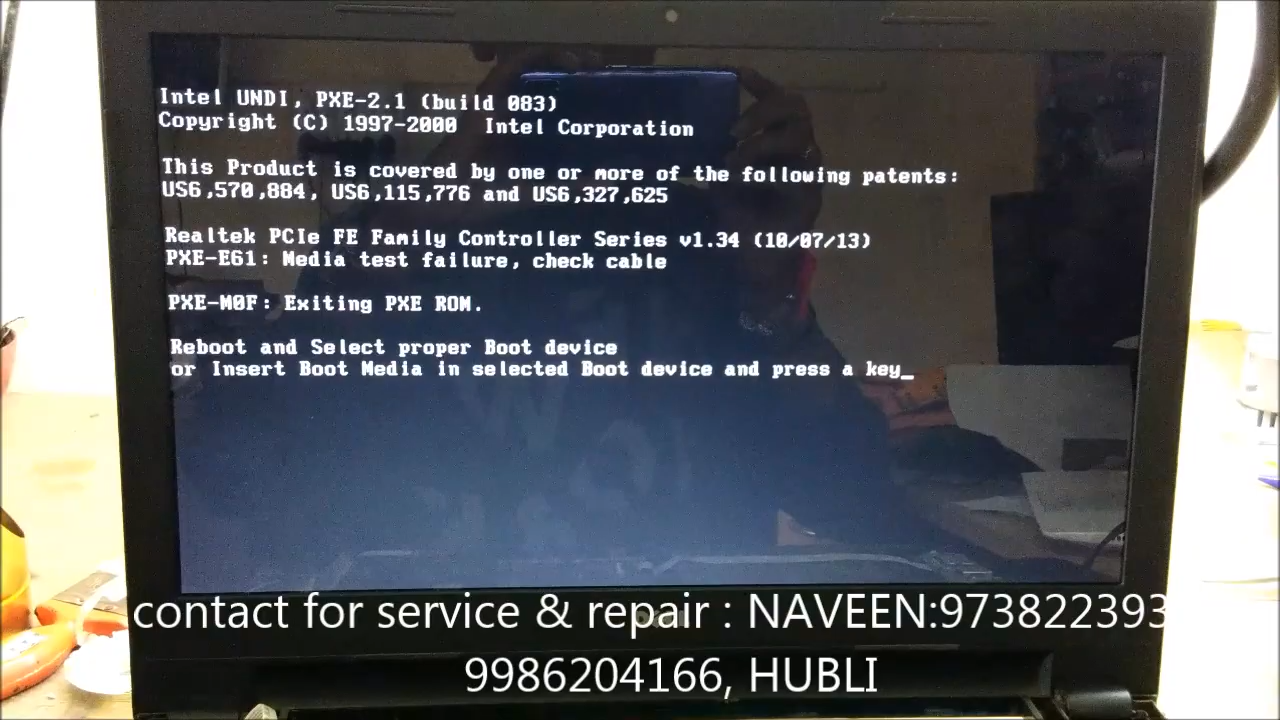 Intel UNDI, PXE-2.1 (build 083)
Copyright (C) 1997-2000  Intel Corporation
This Product is covered by one or more of the following patents:
US6,570,884, US6,115,776 and US6,327,625
Realtek PCIe FE Family Controller Series v1.34 (10/07/13)
PXE-E61: Media test failure, check cable
PXE-M0F: Exiting PXE ROM.
Reboot and Select proper Boot device
or Insert Boot Media in selected Boot device and press a key_
contact for service & repair : NAVEEN:973822393
9986204166, HUBLI